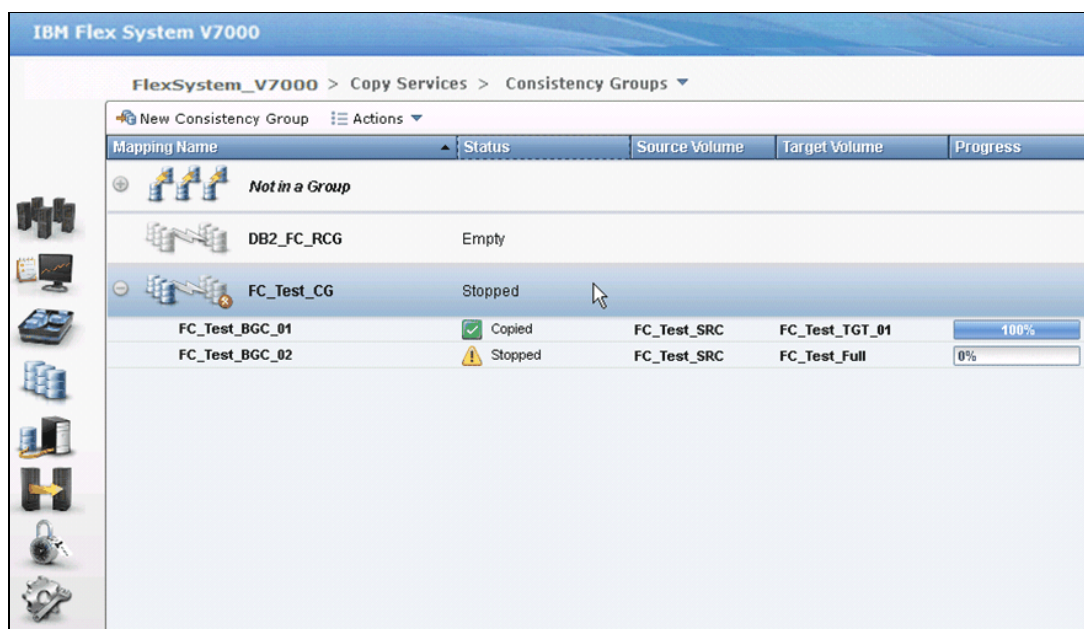 IBM Flex System V7000
FlexSystem_V7000 > Copy Services > Consistency Groups
New Consistency Group Actions
Mapping Name Status Source Volume Target Volume Progress
Not in a Group
DB2_FC_RCG Empty
FC_Test_CG Stopped
FC_Test_BGC_01 Copied FC_Test_SRC FC_Test_TGT_01 100%
FC_Test_BGC_02 Stopped FC_Test_SRC FC_Test_Full 0%